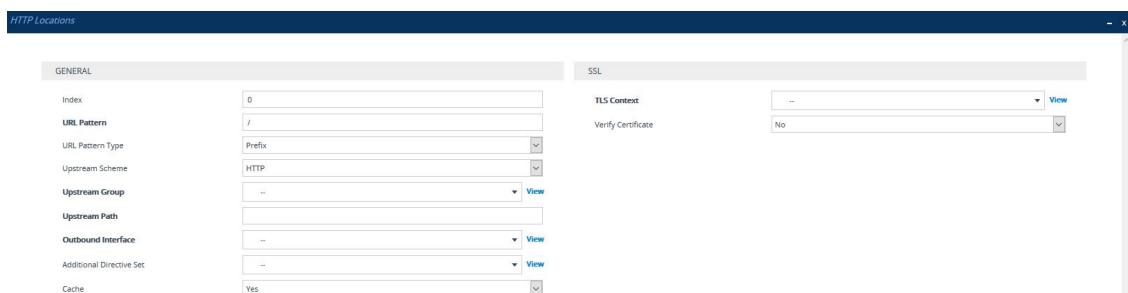 HTTP Locations
– x
GENERAL
Index 0
URL Pattern /
URL Pattern Type Prefix
Upstream Scheme HTTP
Upstream Group -- View
Upstream Path
Outbound Interface -- View
Additional Directive Set -- View
Cache Yes
SSL
TLS Context -- View
Verify Certificate No